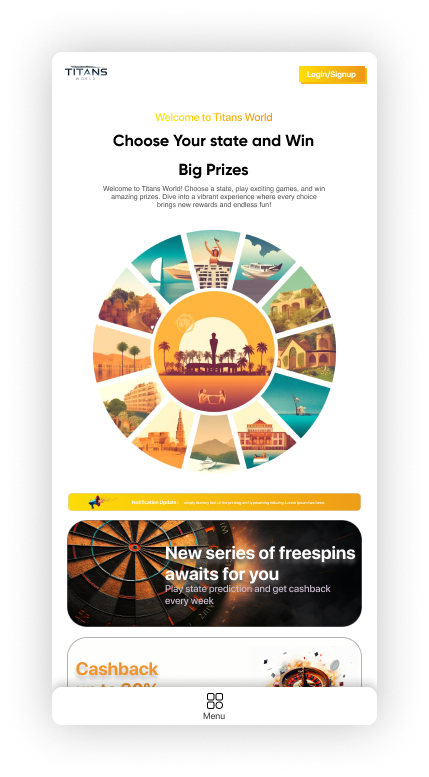 TITANS
WORLD
Login/Signup
Welcome to Titans World
Choose Your state and Win
Big Prizes
Welcome to Titans World! Choose a state, play exciting games, and win
amazing prizes. Dive into a vibrant experience where every choice
brings new rewards and endless fun!
Notification Update:
New series of freespins
awaits for you
Play state prediction and get cashback
every week
Cashback
Menu